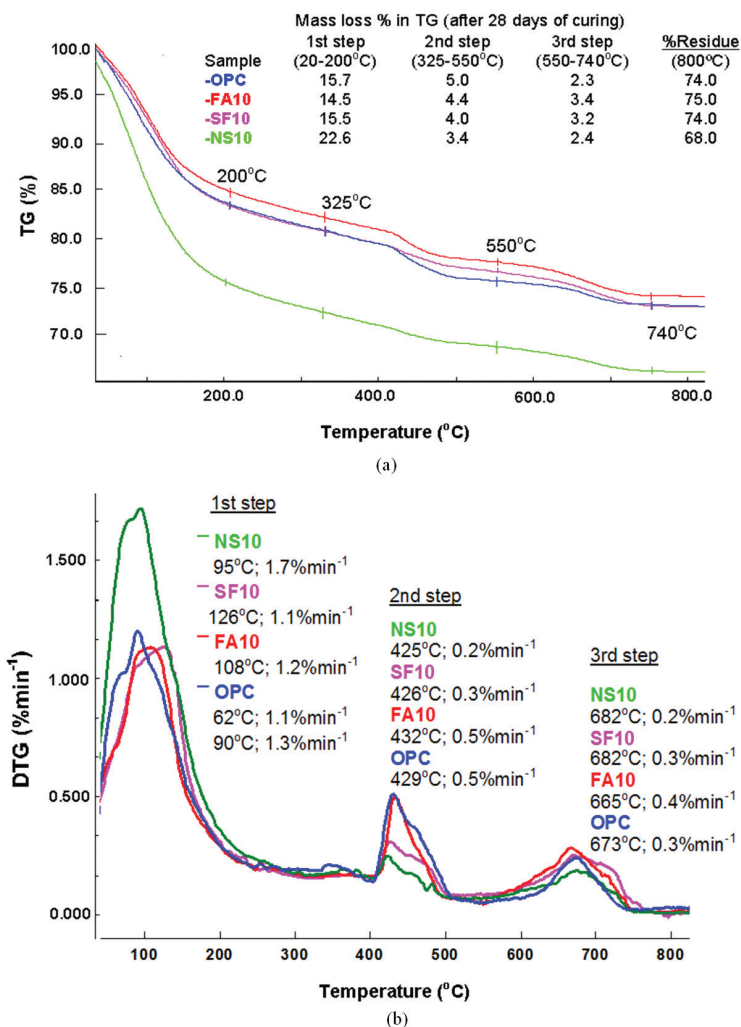 Mass loss % in TG (after 28 days of curing)
1st step 2nd step 3rd step %Residue
Sample (20-200°C) (325-550°C) (550-740°C) (800ºC)
-OPC 15.7 5.0 2.3 74.0
-FA10 14.5 4.4 3.4 75.0
-SF10 15.5 4.0 3.2 74.0
-NS10 22.6 3.4 2.4 68.0
100.0
95.0
90.0
85.0
80.0
75.0
70.0
TG (%)
200°C
325°C
550°C
740°C
200.0 400.0 600.0 800.0
Temperature (°C)
(a)
1.500
1.000
0.500
0.000
DTG (%min⁻¹)
1st step
NS10
95°C; 1.7%min⁻¹
SF10
126°C; 1.1%min⁻¹
FA10
108°C; 1.2%min⁻¹
OPC
62°C; 1.1%min⁻¹
90°C; 1.3%min⁻¹
2nd step
NS10
425°C; 0.2%min⁻¹
SF10
426°C; 0.3%min⁻¹
FA10
432°C; 0.5%min⁻¹
OPC
429°C; 0.5%min⁻¹
3rd step
NS10
682°C; 0.2%min⁻¹
SF10
682°C; 0.3%min⁻¹
FA10
665°C; 0.4%min⁻¹
OPC
673°C; 0.3%min⁻¹
100 200 300 400 500 600 700 800
Temperature (°C)
(b)